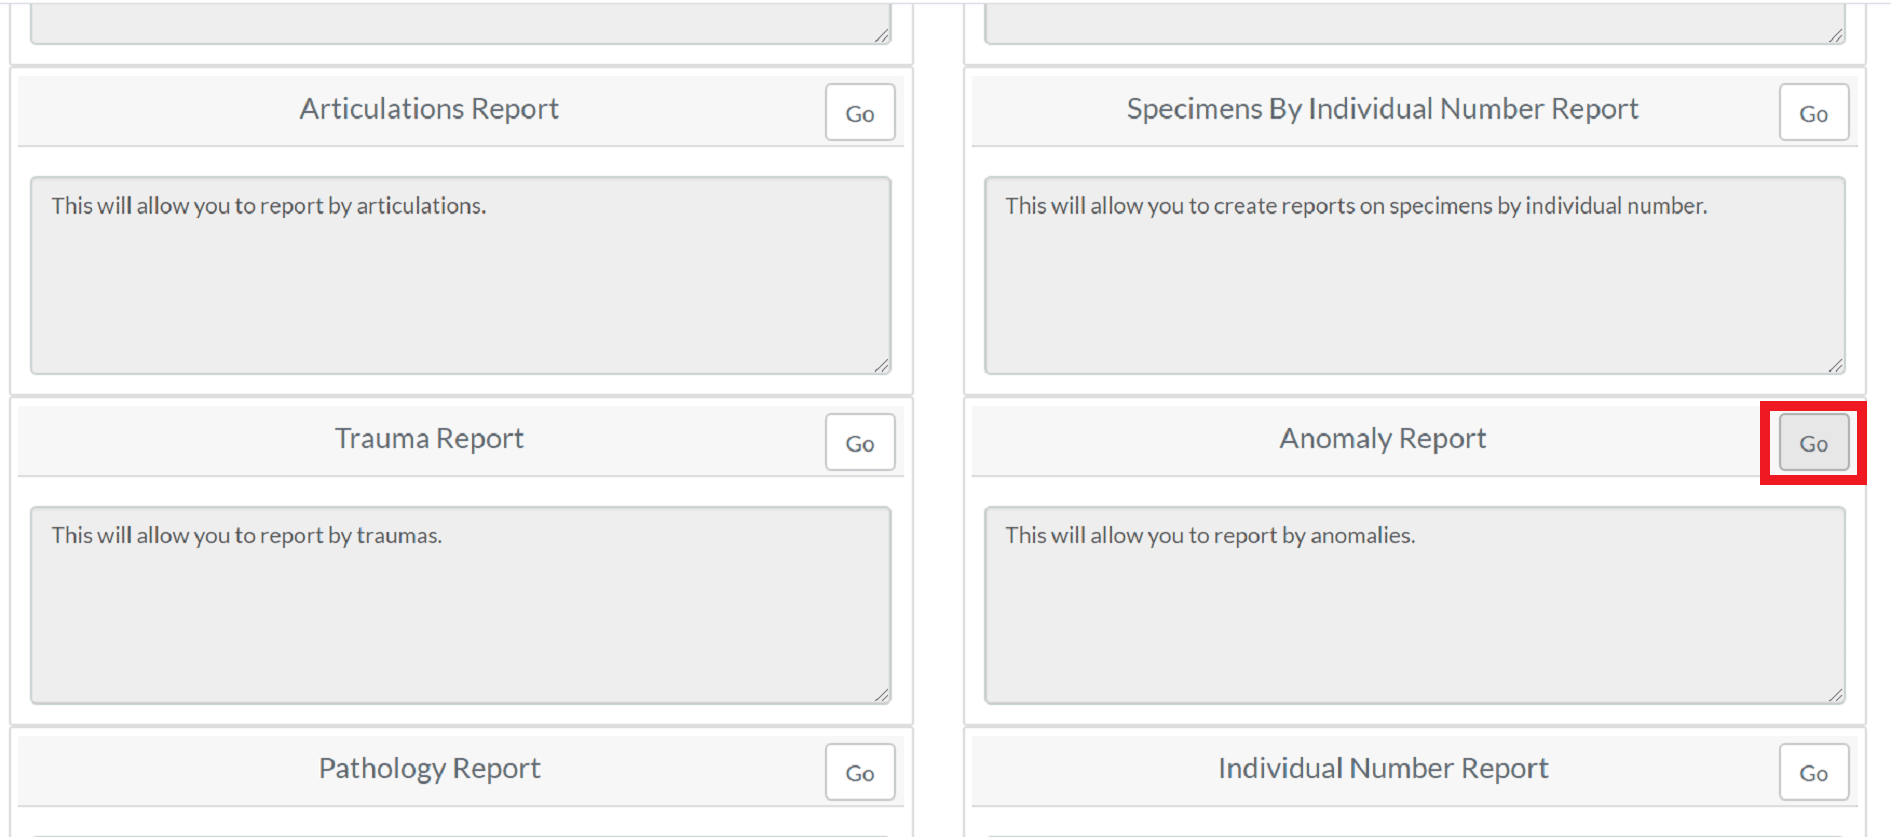 Articulations Report
Go
Specimens By Individual Number Report
Go
This will allow you to report by articulations.
This will allow you to create reports on specimens by individual number.
Trauma Report
Go
Anomaly Report
Go
This will allow you to report by traumas.
This will allow you to report by anomalies.
Pathology Report
Go
Individual Number Report
Go